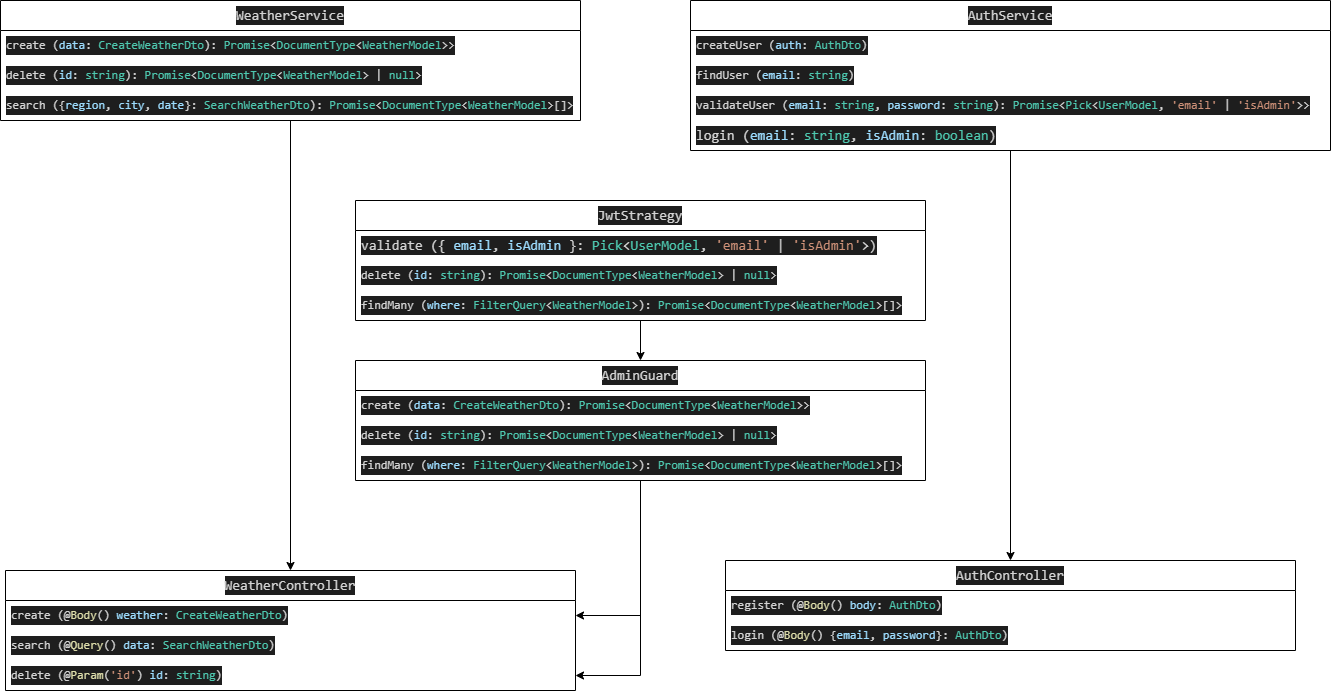 WeatherService
create (data: CreateWeatherDto): Promise<DocumentType<WeatherModel>>
delete (id: string): Promise<DocumentType<WeatherModel> | null>
search ({region, city, date}: SearchWeatherDto): Promise<DocumentType<WeatherModel>[]>
AuthService
createUser (auth: AuthDto)
findUser (email: string)
validateUser (email: string, password: string): Promise<Pick<UserModel, 'email' | 'isAdmin'>>
login (email: string, isAdmin: boolean)
JwtStrategy
validate ({ email, isAdmin }: Pick<UserModel, 'email' | 'isAdmin'>)
delete (id: string): Promise<DocumentType<WeatherModel> | null>
findMany (where: FilterQuery<WeatherModel>): Promise<DocumentType<WeatherModel>[]>
AdminGuard
create (data: CreateWeatherDto): Promise<DocumentType<WeatherModel>>
delete (id: string): Promise<DocumentType<WeatherModel> | null>
findMany (where: FilterQuery<WeatherModel>): Promise<DocumentType<WeatherModel>[]>
WeatherController
create (@Body() weather: CreateWeatherDto)
search (@Query() data: SearchWeatherDto)
delete (@Param('id') id: string)
AuthController
register (@Body() body: AuthDto)
login (@Body() {email, password}: AuthDto)